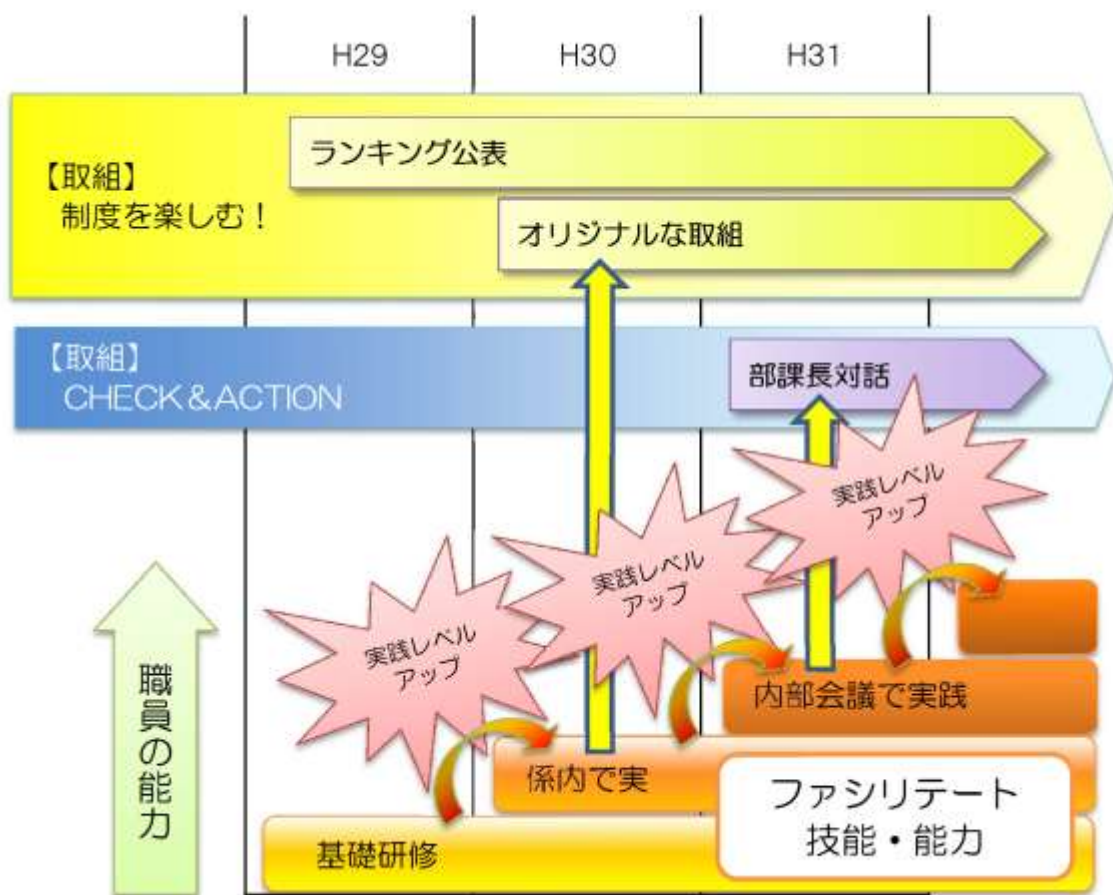 H29
H30
H31
【取組】
制度を楽しむ！
ランキング公表
オリジナルな取組
【取組】
CHECK＆ACTION
部課長対話
実践レベル
アップ
実践レベル
アップ
実践レベル
アップ
職員の能力
内部会議で実践
係内で実
ファシリテート
技能・能力
基礎研修